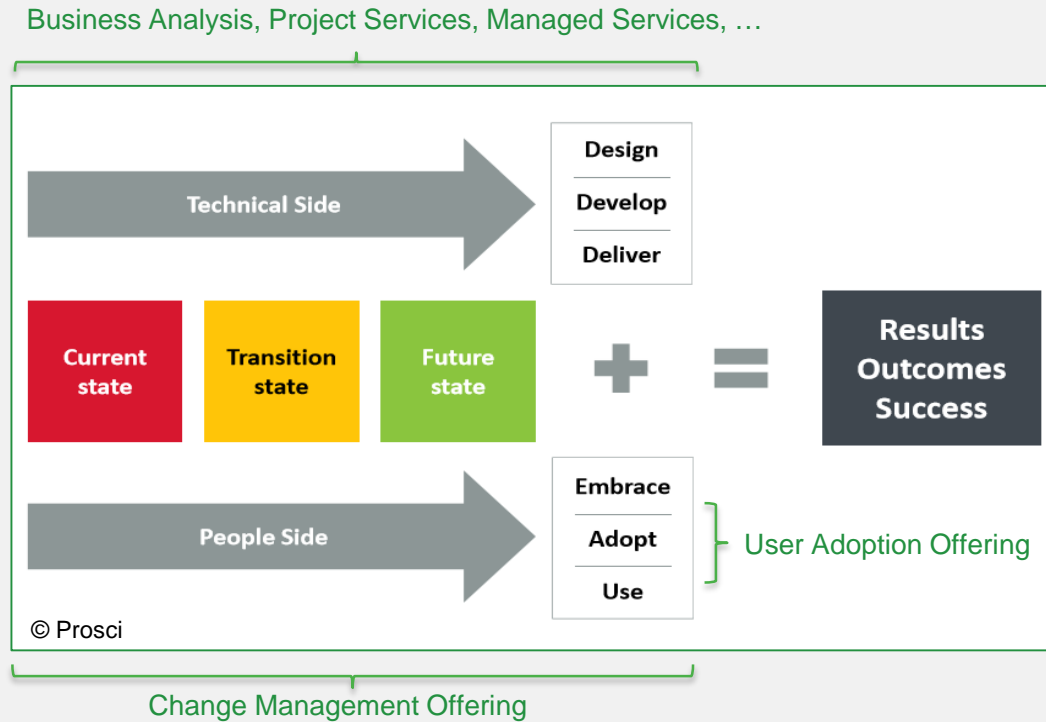 Business Analysis, Project Services, Managed Services, …
Technical Side
Design
Develop
Deliver
Current
state
Transition
state
Future
state
+
=
Results
Outcomes
Success
People Side
Embrace
Adopt
Use
User Adoption Offering
© Prosci
Change Management Offering